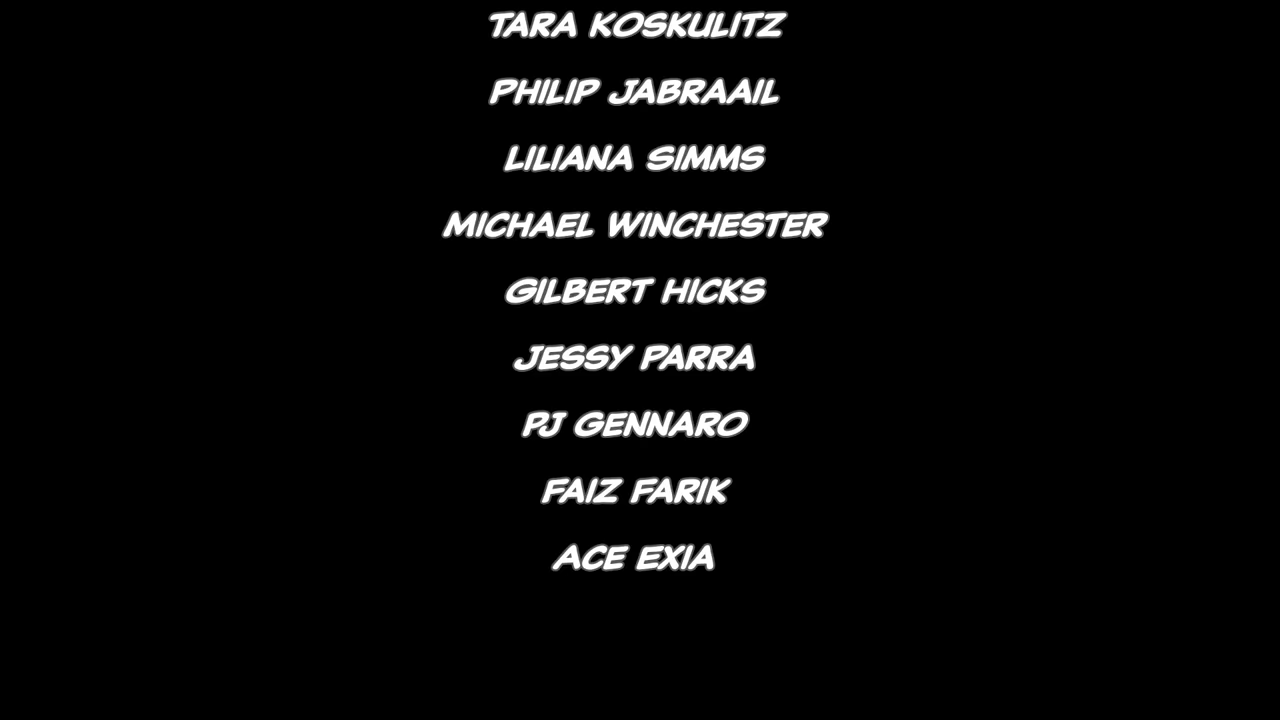 TARA KOSKULITZ
PHILIP JABRAAIL
LILIANA SIMMS
MICHAEL WINCHESTER
GILBERT HICKS
JESSY PARRA
PJ GENNARO
FAIZ FARIK
ACE EXIA